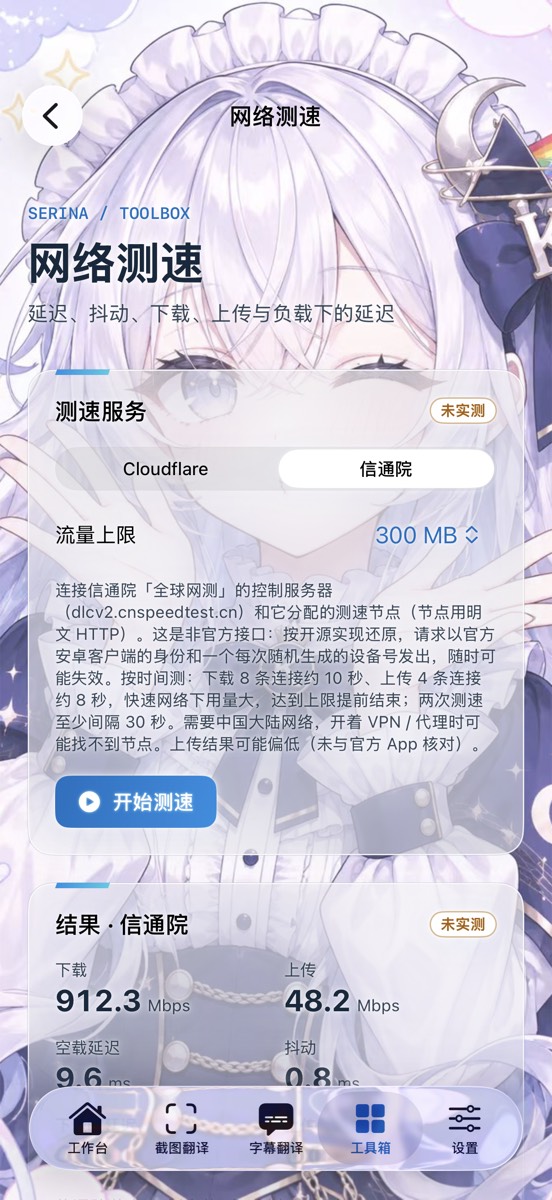 网络测速
SERINA / TOOLBOX
网络测速
延迟、抖动、下载、上传与负载下的延迟
测速服务
未实测
Cloudflare
信通院
流量上限
300 MB
连接信通院「全球网测」的控制服务器
（dlcv2.cnspeedtest.cn）和它分配的测速节点（节点用明
文 HTTP）。这是非官方接口：按开源实现还原，请求以官方
安卓客户端的身份和一个每次随机生成的设备号发出，随时可
能失效。按时间测：下载 8 条连接约 10 秒、上传 4 条连接
约 8 秒，快速网络下用量大，达到上限提前结束；两次测速
至少间隔 30 秒。需要中国大陆网络，开着 VPN / 代理时可
能找不到节点。上传结果可能偏低（未与官方 App 核对）。
开始测速
结果 · 信通院
未实测
下载
上传
912.3 Mbps
48.2 Mbps
空载延迟
抖动
9.6 ms
0.8 ms
工作台
截图翻译
字幕翻译
工具箱
设置